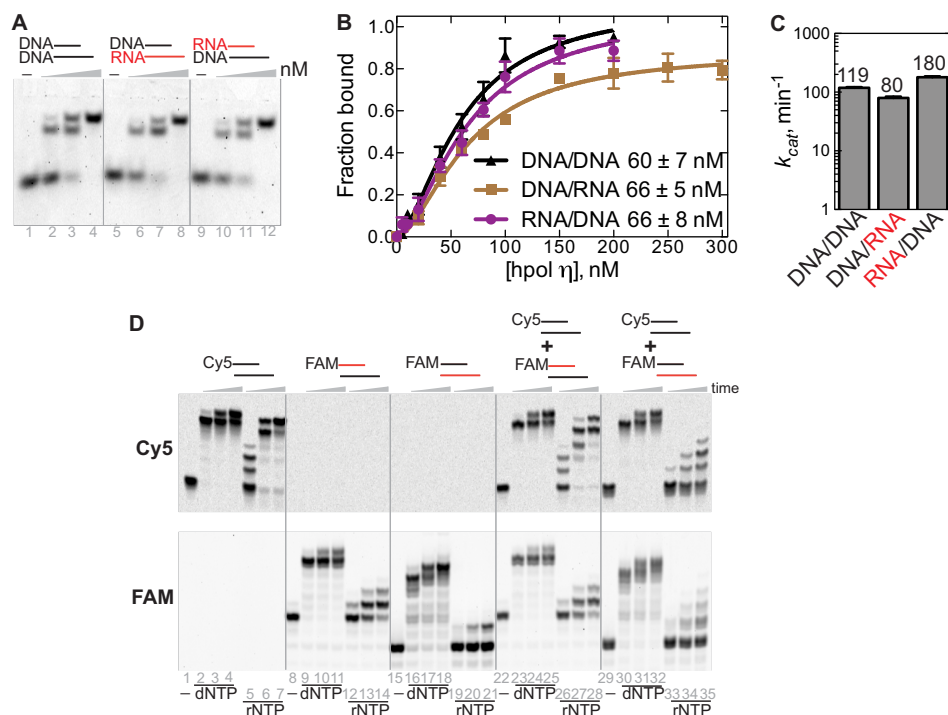 A
DNA DNA RNA
DNA RNA DNA
– – – nM
1 2 3 4 5 6 7 8 9 10 11 12
B
Fraction bound
1.0
0.8
0.6
0.4
0.2
0.0
DNA/DNA 60 ± 7 nM
DNA/RNA 66 ± 5 nM
RNA/DNA 66 ± 8 nM
0 50 100 150 200 250 300
[hpol η], nM
C
kcat, min-1
1000
100
10
1
119 80 180
DNA/DNA DNA/RNA RNA/DNA
D
Cy5 Cy5
+ +
Cy5 FAM FAM FAM FAM
time
Cy5
FAM
1 2 3 4 8 9 10 11 15 16 17 18 22 23 24 25 29 30 31 32
– dNTP – dNTP – dNTP – dNTP – dNTP
5 6 7 12 13 14 19 20 21 26 27 28 33 34 35
rNTP rNTP rNTP rNTP rNTP